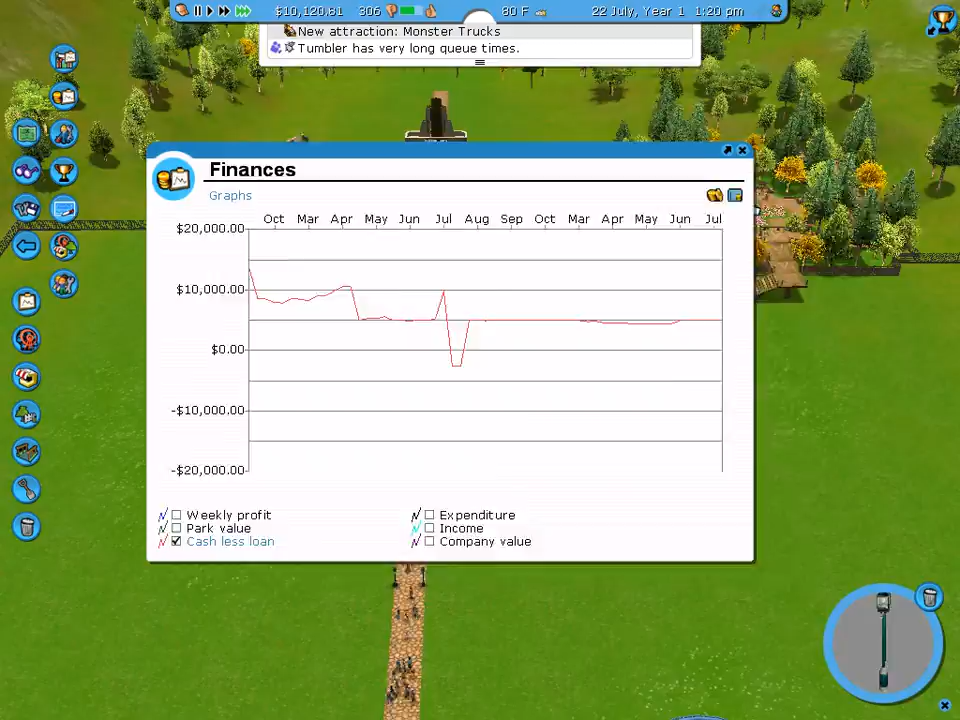 $10,120.81 306 80 F 22 July, Year 1 1:20 pm
New attraction: Monster Trucks
Tumbler has very long queue times.
Finances
Graphs
Oct Mar Apr May Jun Jul Aug Sep Oct Mar Apr May Jun Jul
$20,000.00
$10,000.00
$0.00
-$10,000.00
-$20,000.00
Weekly profit Expenditure
Park value Income
Cash less loan Company value